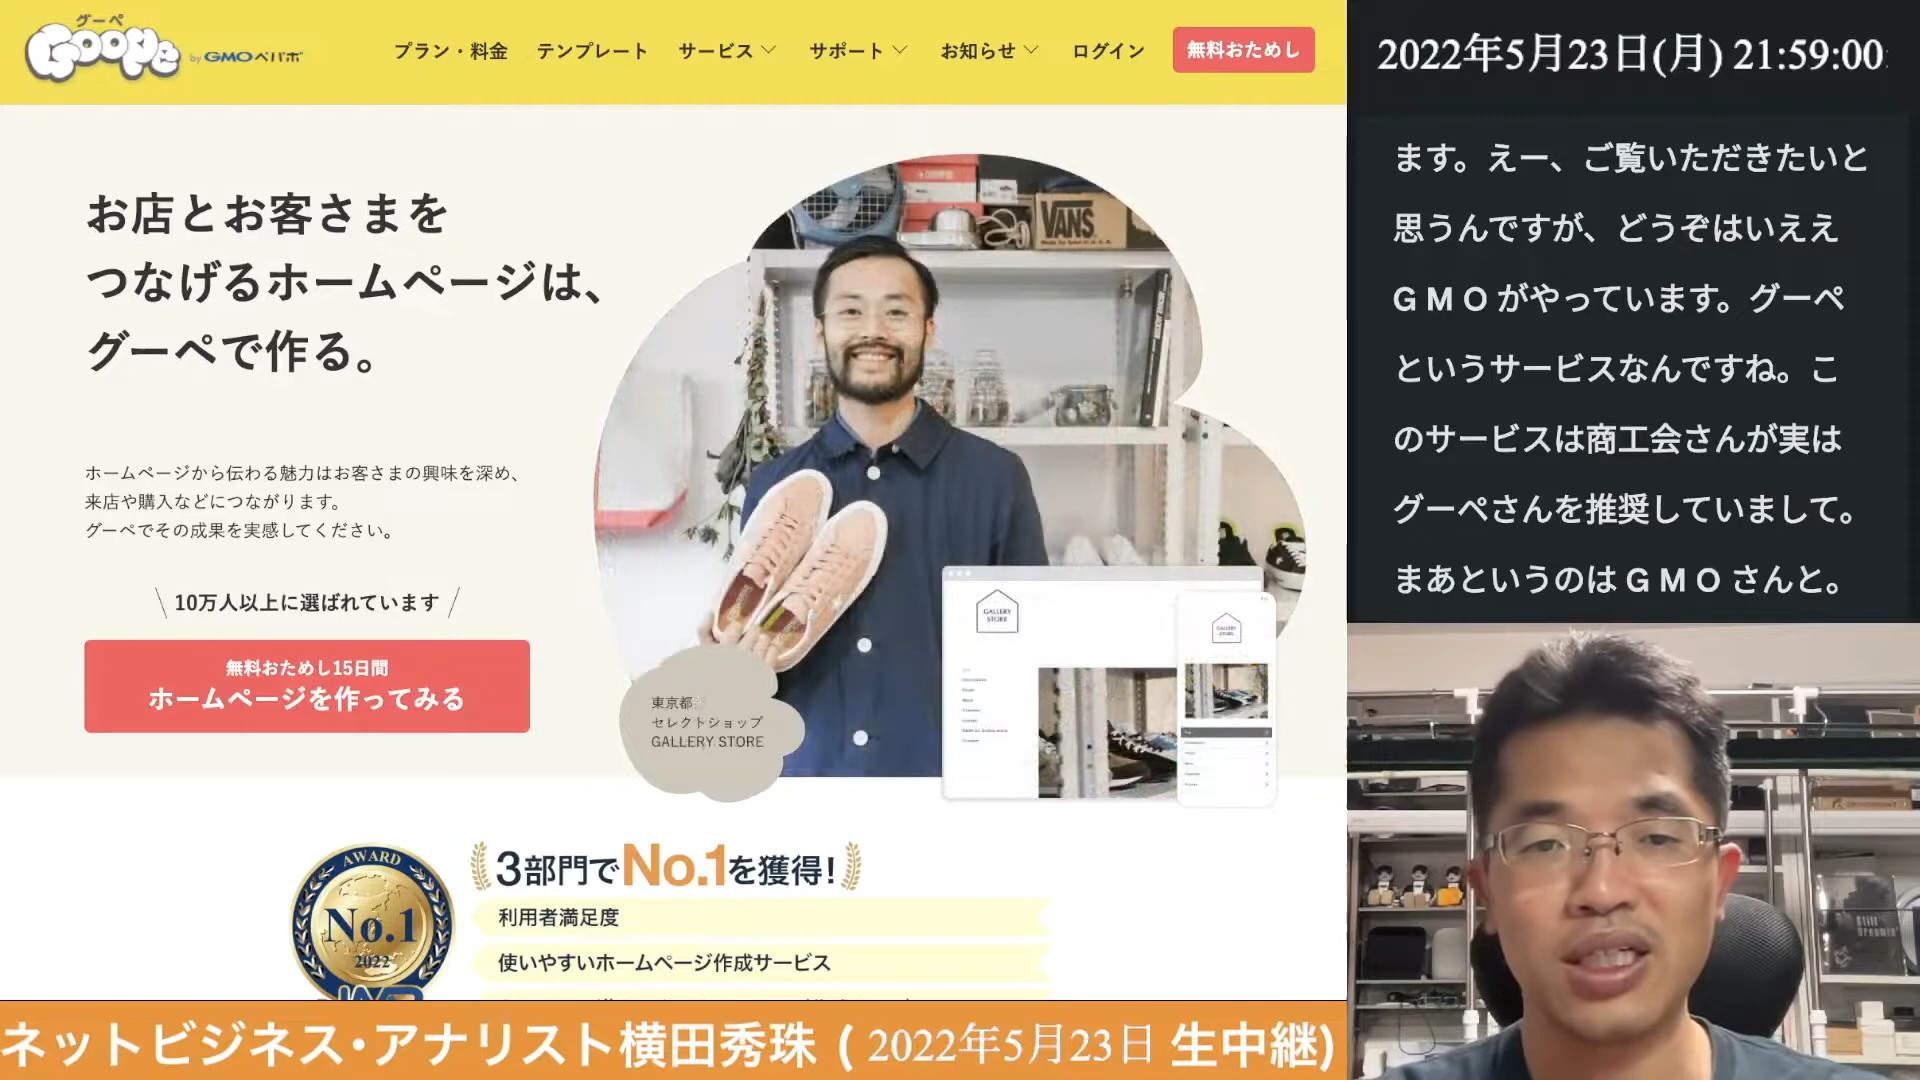 グーペ
Goope
by GMOペパボ
プラン・料金
テンプレート
サービス
サポート
お知らせ
ログイン
無料おためし
お店とお客さまを
つなげるホームページは、
グーペで作る。
ホームページから伝わる魅力はお客さまの興味を深め、
来店や購入などにつながります。
グーペでその成果を実感してください。
10万人以上に選ばれています
無料おためし15日間
ホームページを作ってみる
VANS
東京都
セレクトショップ
GALLERY STORE
GALLERY
STORE
AWARD
No.1
2022
3部門でNo.1を獲得!
利用者満足度
使いやすいホームページ作成サービス
2022年5月23日(月) 21:59:00
ます。えー、ご覧いただきたいと
思うんですが、どうぞはいええ
GMOがやっています。グーペ
というサービスなんですね。こ
のサービスは商工会さんが実は
グーペさんを推奨していまして。
まあというのはGMOさんと。
ネットビジネス・アナリスト横田秀珠 (2022年5月23日 生中継)